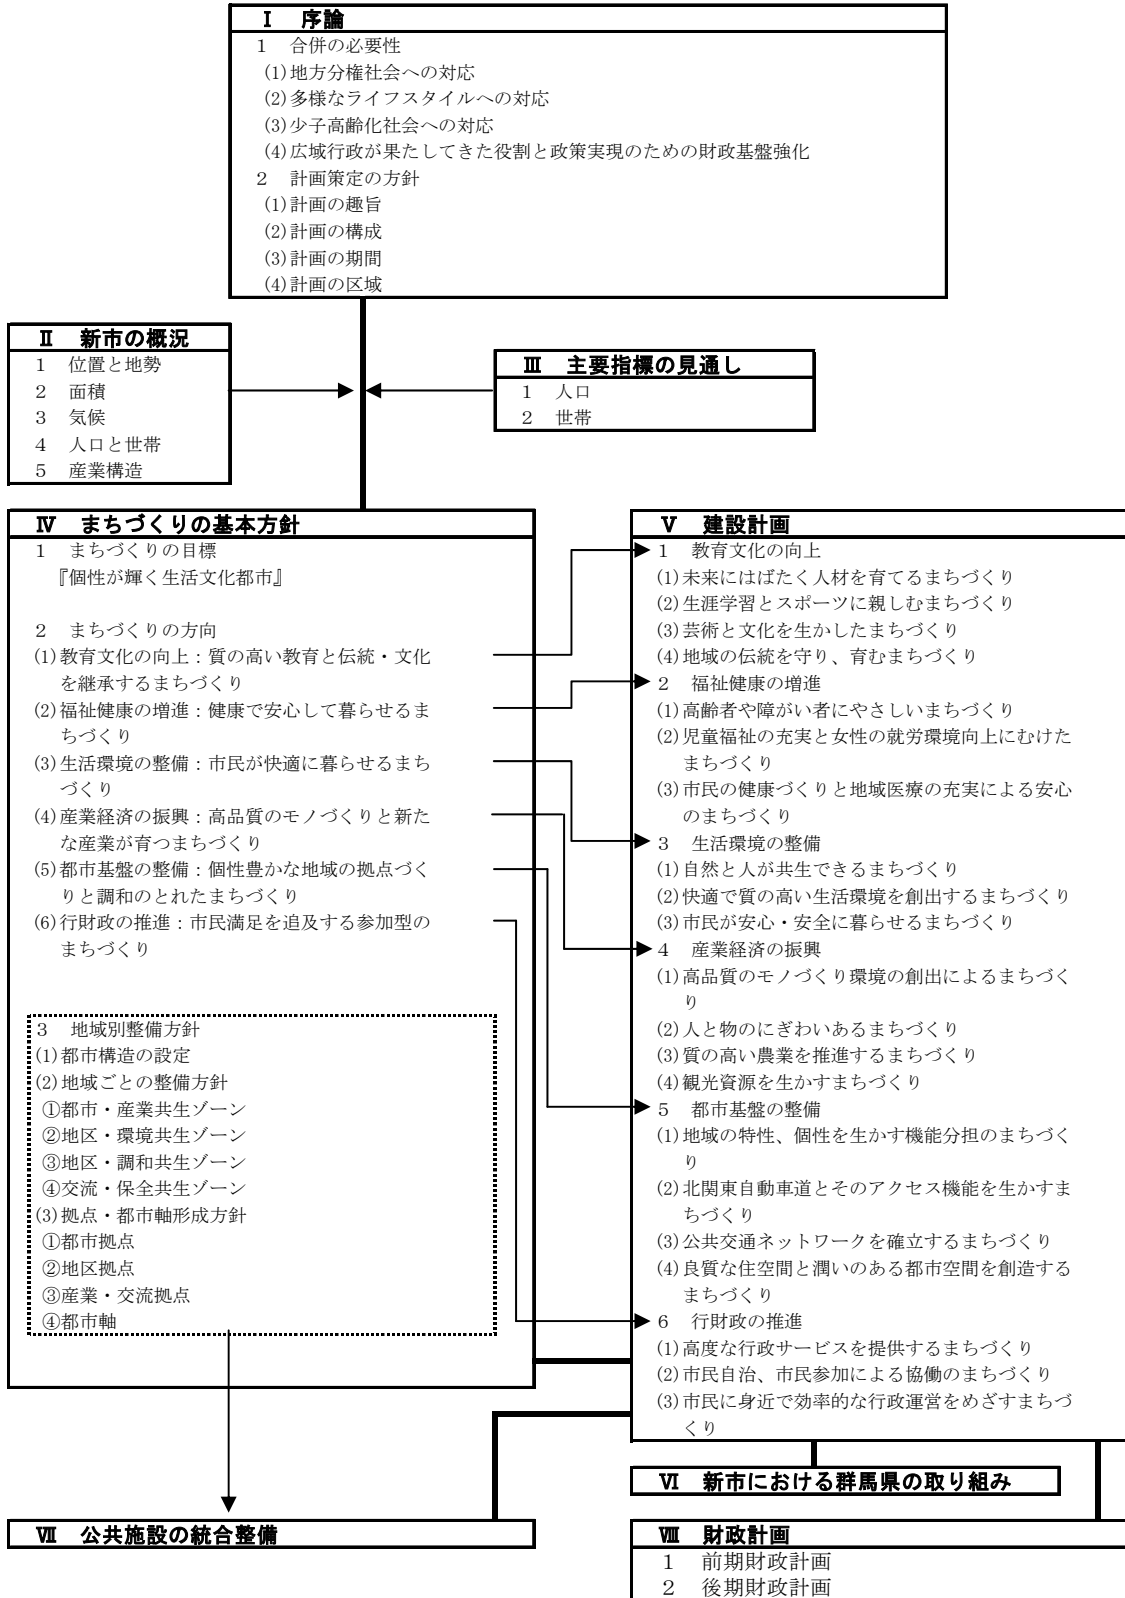 Ⅰ　序論
1　合併の必要性
(1)地方分権社会への対応
(2)多様なライフスタイルへの対応
(3)少子高齢化社会への対応
(4)広域行政が果たしてきた役割と政策実現のための財政基盤強化
2　計画策定の方針
(1)計画の趣旨
(2)計画の構成
(3)計画の期間
(4)計画の区域
Ⅱ　新市の概況
1　位置と地勢
2　面積
3　気候
4　人口と世帯
5　産業構造
Ⅲ　主要指標の見通し
1　人口
2　世帯
Ⅳ　まちづくりの基本方針
1　まちづくりの目標
『個性が輝く生活文化都市』
2　まちづくりの方向
(1)教育文化の向上：質の高い教育と伝統・文化
を継承するまちづくり
(2)福祉健康の増進：健康で安心して暮らせるま
ちづくり
(3)生活環境の整備：市民が快適に暮らせるまち
づくり
(4)産業経済の振興：高品質のモノづくりと新た
な産業が育つまちづくり
(5)都市基盤の整備：個性豊かな地域の拠点づく
りと調和のとれたまちづくり
(6)行財政の推進：市民満足を追及する参加型の
まちづくり
3　地域別整備方針
(1)都市構造の設定
(2)地域ごとの整備方針
①都市・産業共生ゾーン
②地区・環境共生ゾーン
③地区・調和共生ゾーン
④交流・保全共生ゾーン
(3)拠点・都市軸形成方針
①都市拠点
②地区拠点
③産業・交流拠点
④都市軸
Ⅴ　建設計画
1　教育文化の向上
(1)未来にはばたく人材を育てるまちづくり
(2)生涯学習とスポーツに親しむまちづくり
(3)芸術と文化を生かしたまちづくり
(4)地域の伝統を守り、育むまちづくり
2　福祉健康の増進
(1)高齢者や障がい者にやさしいまちづくり
(2)児童福祉の充実と女性の就労環境向上にむけた
まちづくり
(3)市民の健康づくりと地域医療の充実による安心
のまちづくり
3　生活環境の整備
(1)自然と人が共生できるまちづくり
(2)快適で質の高い生活環境を創出するまちづくり
(3)市民が安心・安全に暮らせるまちづくり
4　産業経済の振興
(1)高品質のモノづくり環境の創出によるまちづく
り
(2)人と物のにぎわいあるまちづくり
(3)質の高い農業を推進するまちづくり
(4)観光資源を生かすまちづくり
5　都市基盤の整備
(1)地域の特性、個性を生かす機能分担のまちづく
り
(2)北関東自動車道とそのアクセス機能を生かすま
ちづくり
(3)公共交通ネットワークを確立するまちづくり
(4)良質な住空間と潤いのある都市空間を創造する
まちづくり
6　行財政の推進
(1)高度な行政サービスを提供するまちづくり
(2)市民自治、市民参加による協働のまちづくり
(3)市民に身近で効率的な行政運営をめざすまちづ
くり
Ⅵ　新市における群馬県の取り組み
Ⅶ　公共施設の統合整備
Ⅷ　財政計画
1　前期財政計画
2　後期財政計画